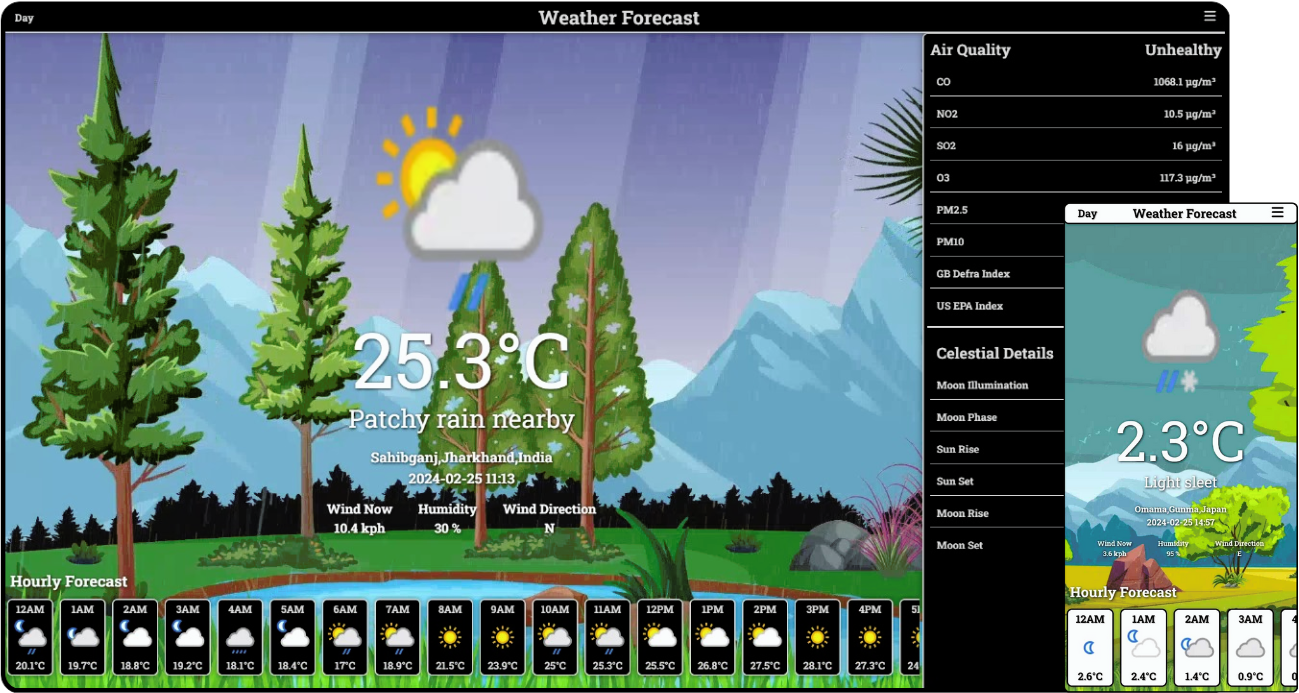 Day
Weather Forecast
Air Quality Unhealthy
CO 1068.1 µg/m³
NO2 10.5 µg/m³
SO2 16 µg/m³
O3 117.3 µg/m³
PM2.5
PM10
GB Defra Index
US EPA Index
Celestial Details
Moon Illumination
Moon Phase
Sun Rise
Sun Set
Moon Rise
Moon Set
25.3°C
Patchy rain nearby
Sahibganj,Jharkhand,India
2024-02-25 11:13
Wind Now Humidity Wind Direction
10.4 kph 30 % N
Hourly Forecast
12AM 1AM 2AM 3AM 4AM 5AM 6AM 7AM 8AM 9AM 10AM 11AM 12PM 1PM 2PM 3PM 4PM
20.1°C 19.7°C 18.8°C 19.2°C 18.1°C 18.4°C 17°C 18.9°C 21.5°C 23.9°C 25°C 25.3°C 25.5°C 26.8°C 27.5°C 28.1°C 27.3°C
Day Weather Forecast
2.3°C
Light sleet
Omama,Gunma,Japan
2024-02-25 14:57
Wind Now Humidity Wind Direction
3.6 kph 95 % E
Hourly Forecast
12AM 1AM 2AM 3AM
2.6°C 2.4°C 1.4°C 0.9°C